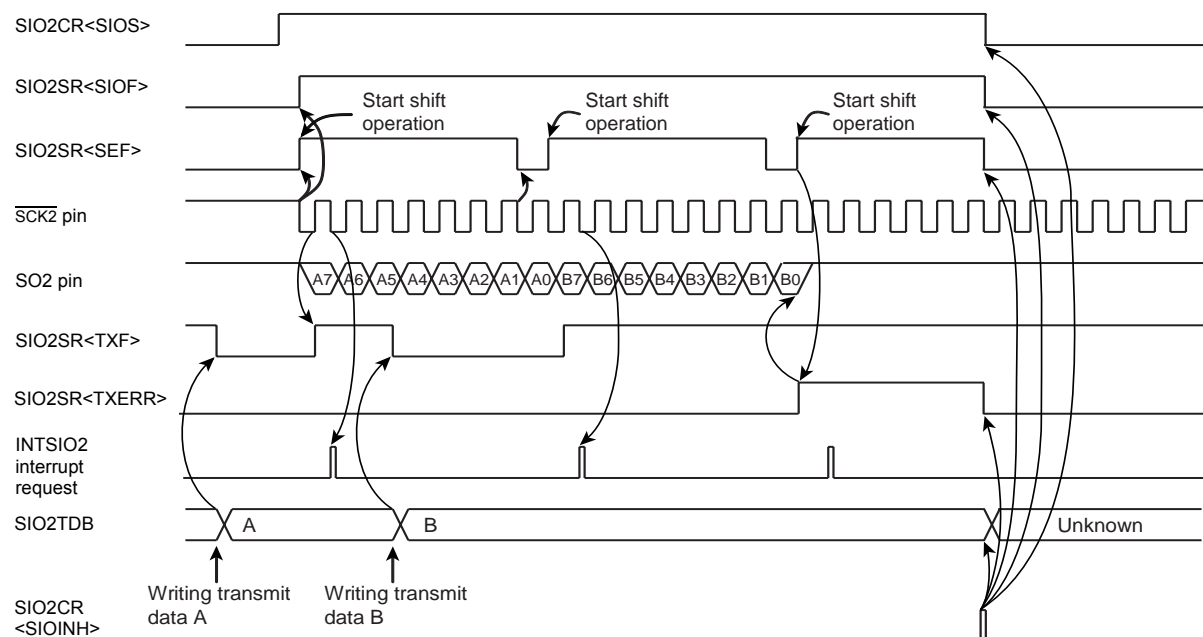 SIO2CR<SIOS>
SIO2SR<SIOF>
Start shift
operation
Start shift
operation
Start shift
operation
SIO2SR<SEF>
SCK2 pin
SO2 pin
A7 A6 A5 A4 A3 A2 A1 A0 B7 B6 B5 B4 B3 B2 B1 B0
SIO2SR<TXF>
SIO2SR<TXERR>
INTSIO2
interrupt
request
SIO2TDB
A
B
Unknown
Writing transmit
data A
Writing transmit
data B
SIO2CR
<SIOINH>